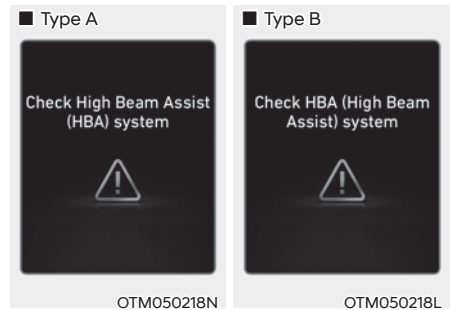 ■ Type A
Check High Beam Assist
(HBA) system
OTM050218N
■ Type B
Check HBA (High Beam
Assist) system
OTM050218L